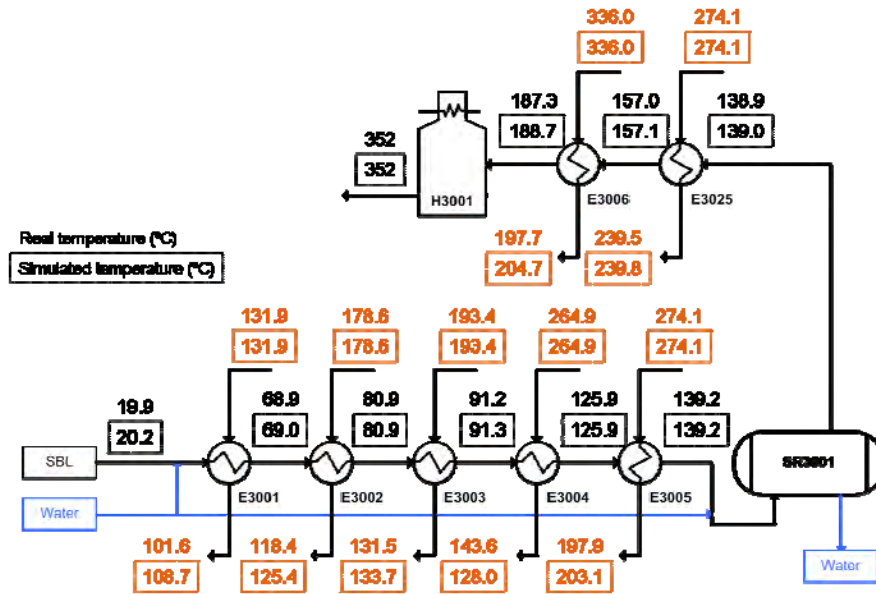 336.0 274.1
336.0 274.1
187.3 157.0 138.9
188.7 157.1 139.0
352
352
H3001 E3006 E3025
197.7 239.5
204.7 239.8
Real temperature (ºC)
Simulated temperature (ºC)
131.9 178.6 193.4 264.9 274.1
131.9 178.6 193.4 264.9 274.1
19.9 68.9 80.9 91.2 125.9 139.2
20.2 69.0 80.9 91.3 125.9 139.2
SBL SR3001
E3001 E3002 E3003 E3004 E3005
Water
101.6 118.4 131.5 143.6 197.9
108.7 125.4 133.7 128.0 203.1
Water